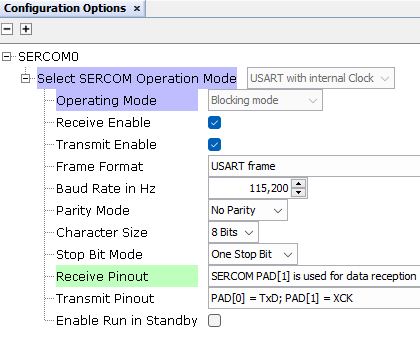 Configuration Options ×
SERCOM0
Select SERCOM Operation Mode USART with internal Clock
Operating Mode Blocking mode
Receive Enable
Transmit Enable
Frame Format USART frame
Baud Rate in Hz 115,200
Parity Mode No Parity
Character Size 8 Bits
Stop Bit Mode One Stop Bit
Receive Pinout SERCOM PAD[1] is used for data reception
Transmit Pinout PAD[0] = TxD; PAD[1] = XCK
Enable Run in Standby